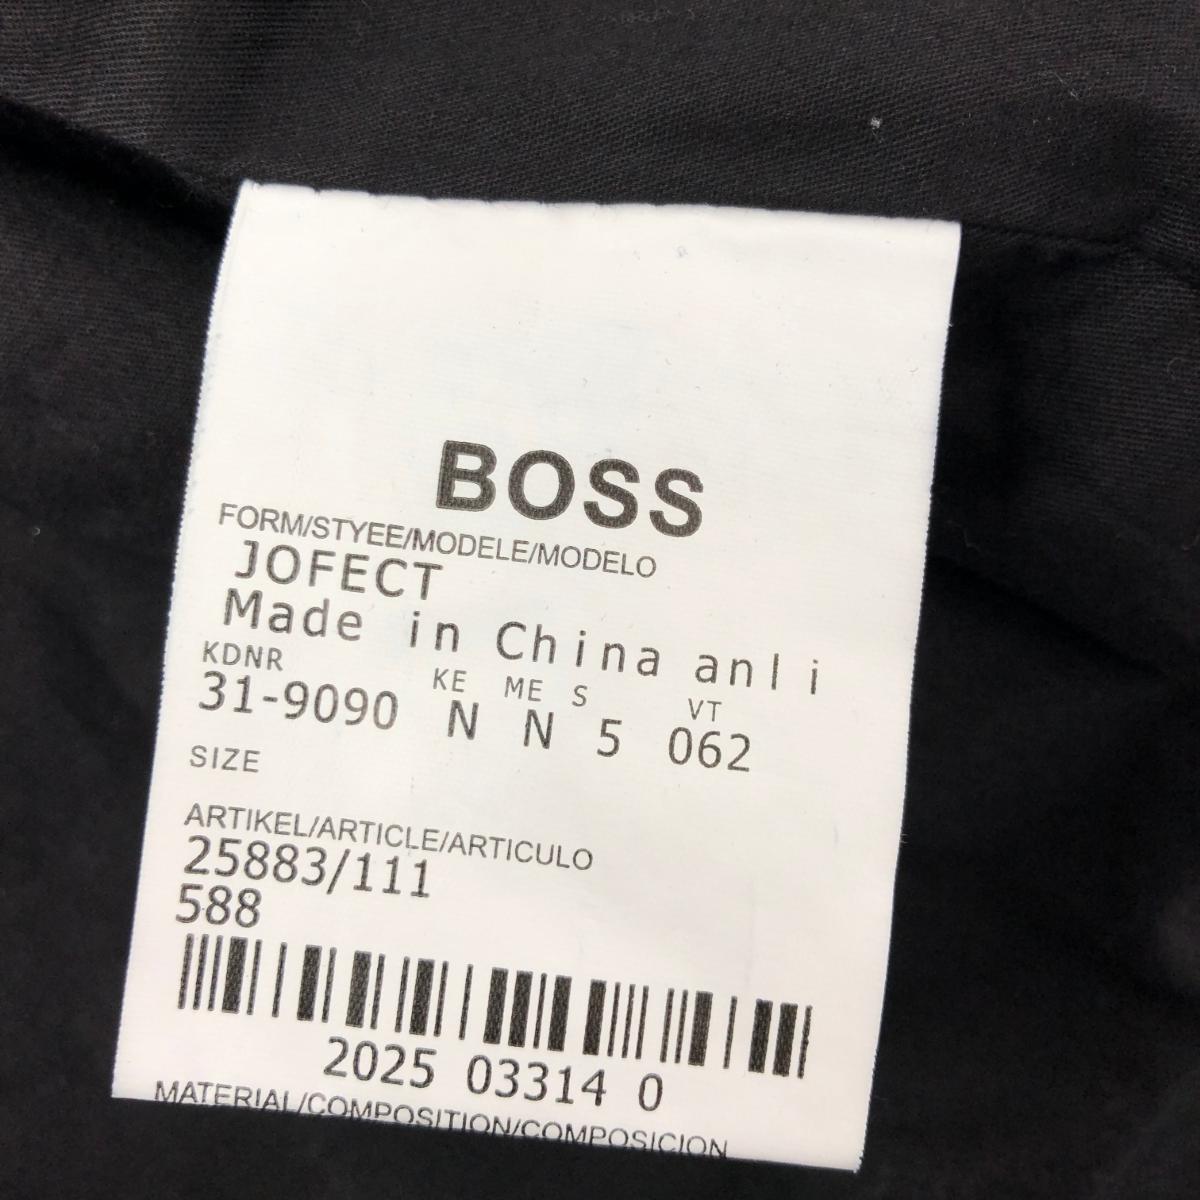 BOSS
FORM/STYEE/MODELE/MODELO
JOFECT
Made in China anli
KDNR KE ME S VT
31-9090 N N 5 062
SIZE
ARTIKEL/ARTICLE/ARTICULO
25883/111
588
2025 03314 0
MATERIAL/COMPOSITION/COMPOSICION